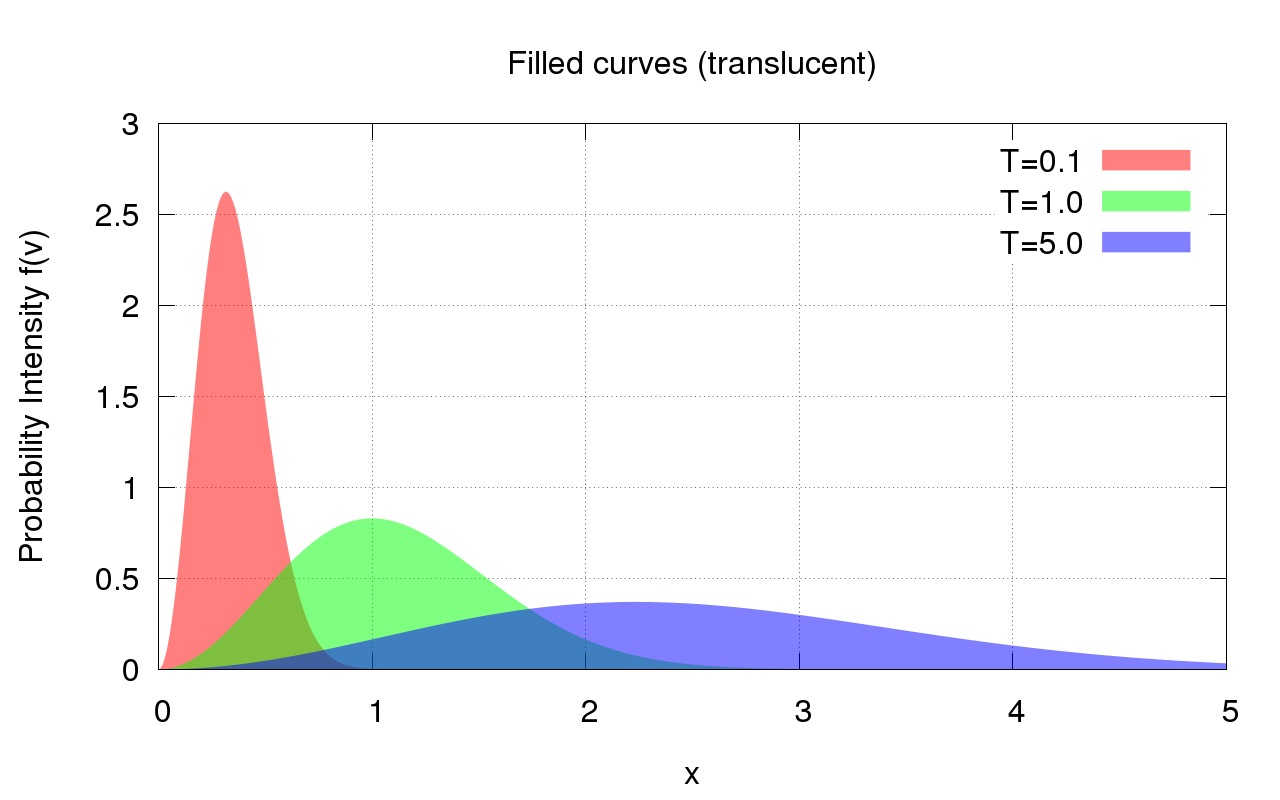 Filled curves (translucent)
3
2.5
2
1.5
1
0.5
0
Probability Intensity f(v)
T=0.1
T=1.0
T=5.0
0 1 2 3 4 5
x